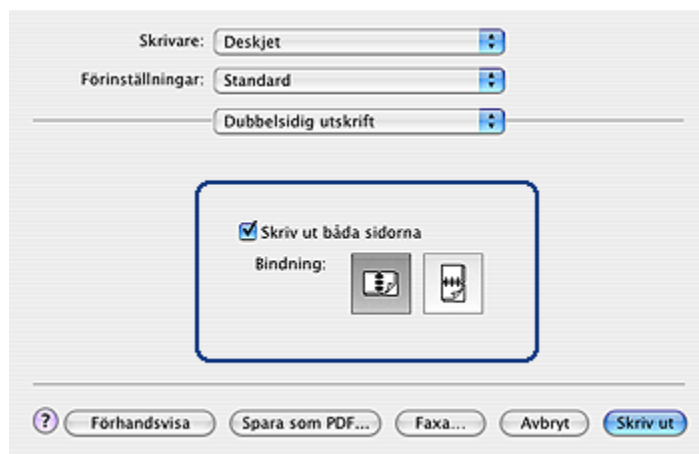 Skrivare: Deskjet
Förinställningar: Standard
Dubbelsidig utskrift
Skriv ut båda sidorna
Bindning:
? Förhandsvisa Spara som PDF... Faxa... Avbryt Skriv ut